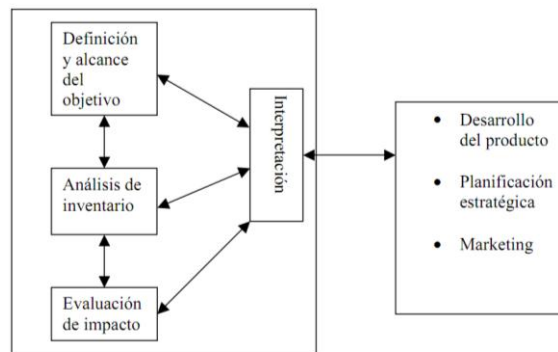 Definición
y alcance
del
objetivo
Análisis de
inventario
Evaluación
de impacto
Interpretación
• Desarrollo
del producto
• Planificación
estratégica
• Marketing